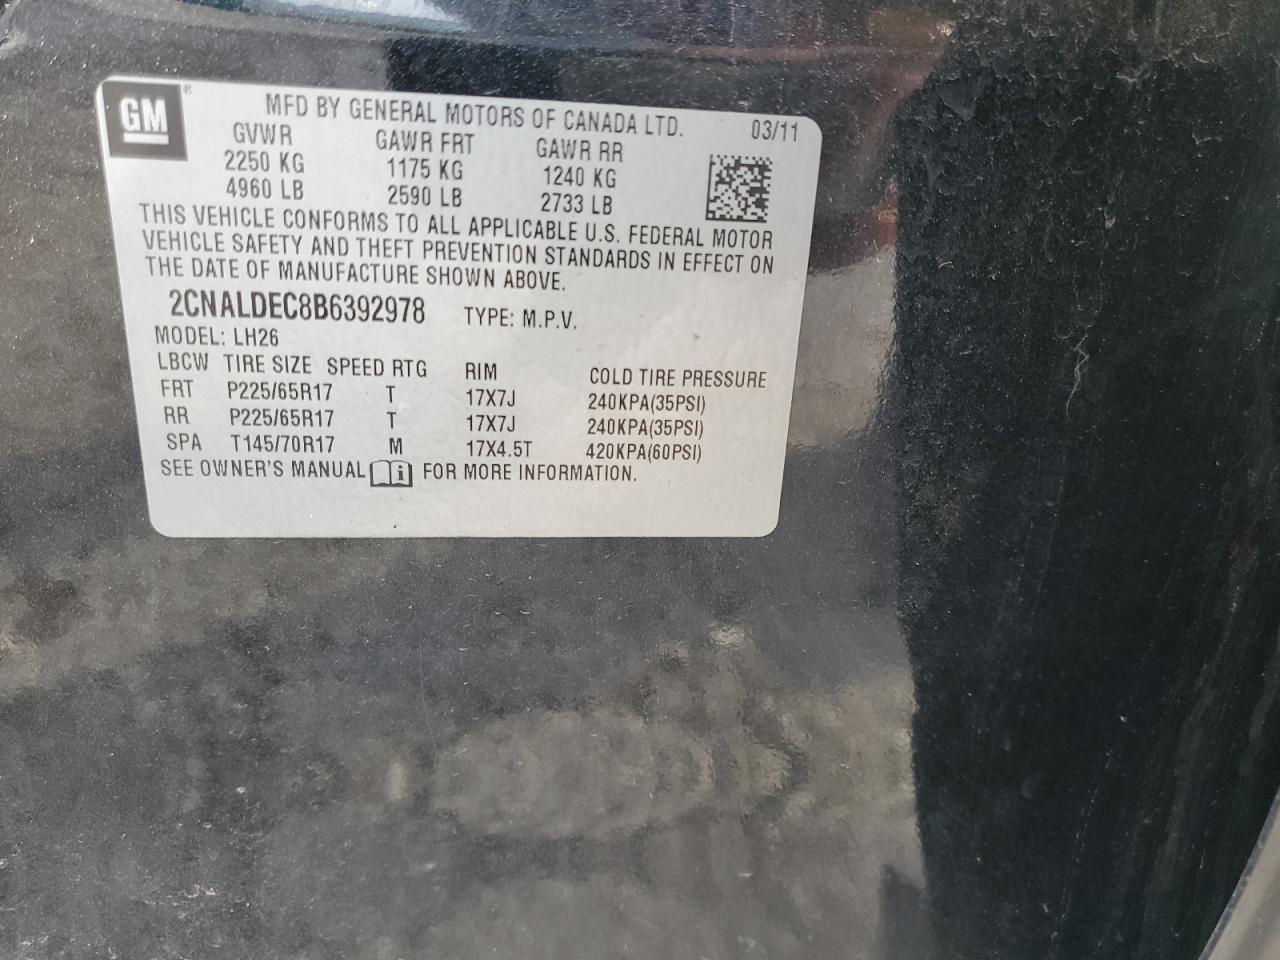 GM®
MFD BY GENERAL MOTORS OF CANADA LTD. 03/11
GVWR GAWR FRT GAWR RR
2250 KG 1175 KG 1240 KG
4960 LB 2590 LB 2733 LB
THIS VEHICLE CONFORMS TO ALL APPLICABLE U.S. FEDERAL MOTOR
VEHICLE SAFETY AND THEFT PREVENTION STANDARDS IN EFFECT ON
THE DATE OF MANUFACTURE SHOWN ABOVE.
2CNALDEC8B6392978 TYPE: M.P.V.
MODEL: LH26
LBCW TIRE SIZE SPEED RTG RIM COLD TIRE PRESSURE
FRT P225/65R17 T 17X7J 240KPA(35PSI)
RR P225/65R17 T 17X7J 240KPA(35PSI)
SPA T145/70R17 M 17X4.5T 420KPA(60PSI)
SEE OWNER'S MANUAL i FOR MORE INFORMATION.